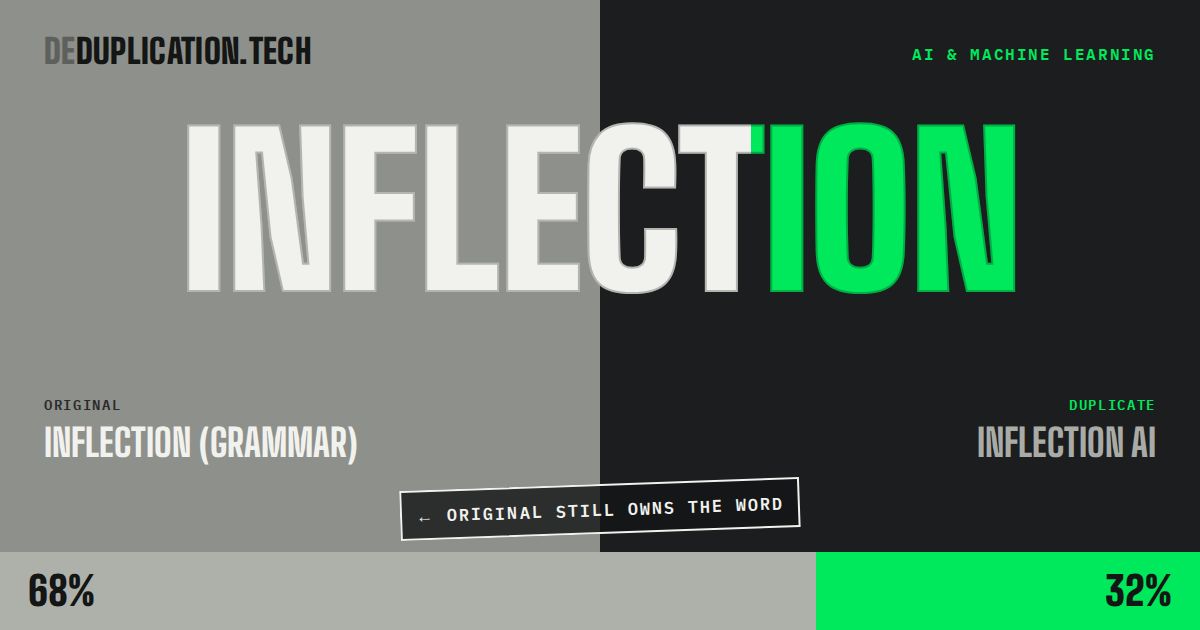 DEDUPLICATION.TECH
AI & MACHINE LEARNING
INFLECTION
ORIGINAL
INFLECTION (GRAMMAR)
DUPLICATE
INFLECTION AI
← ORIGINAL STILL OWNS THE WORD
68%
32%